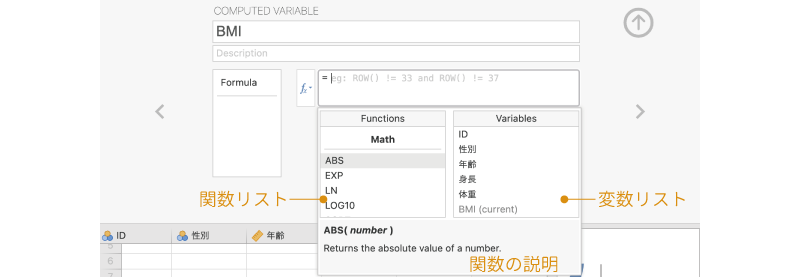 COMPUTED VARIABLE
BMI
Description
Formula
fx
= eg: ROW() != 33 and ROW() != 37
Functions
Variables
Math
ABS
EXP
LN
LOG10
ID
性別
年齢
身長
体重
BMI (current)
関数リスト
変数リスト
ABS( number )
Returns the absolute value of a number.
関数の説明
ID
性別
年齢
5
6
7